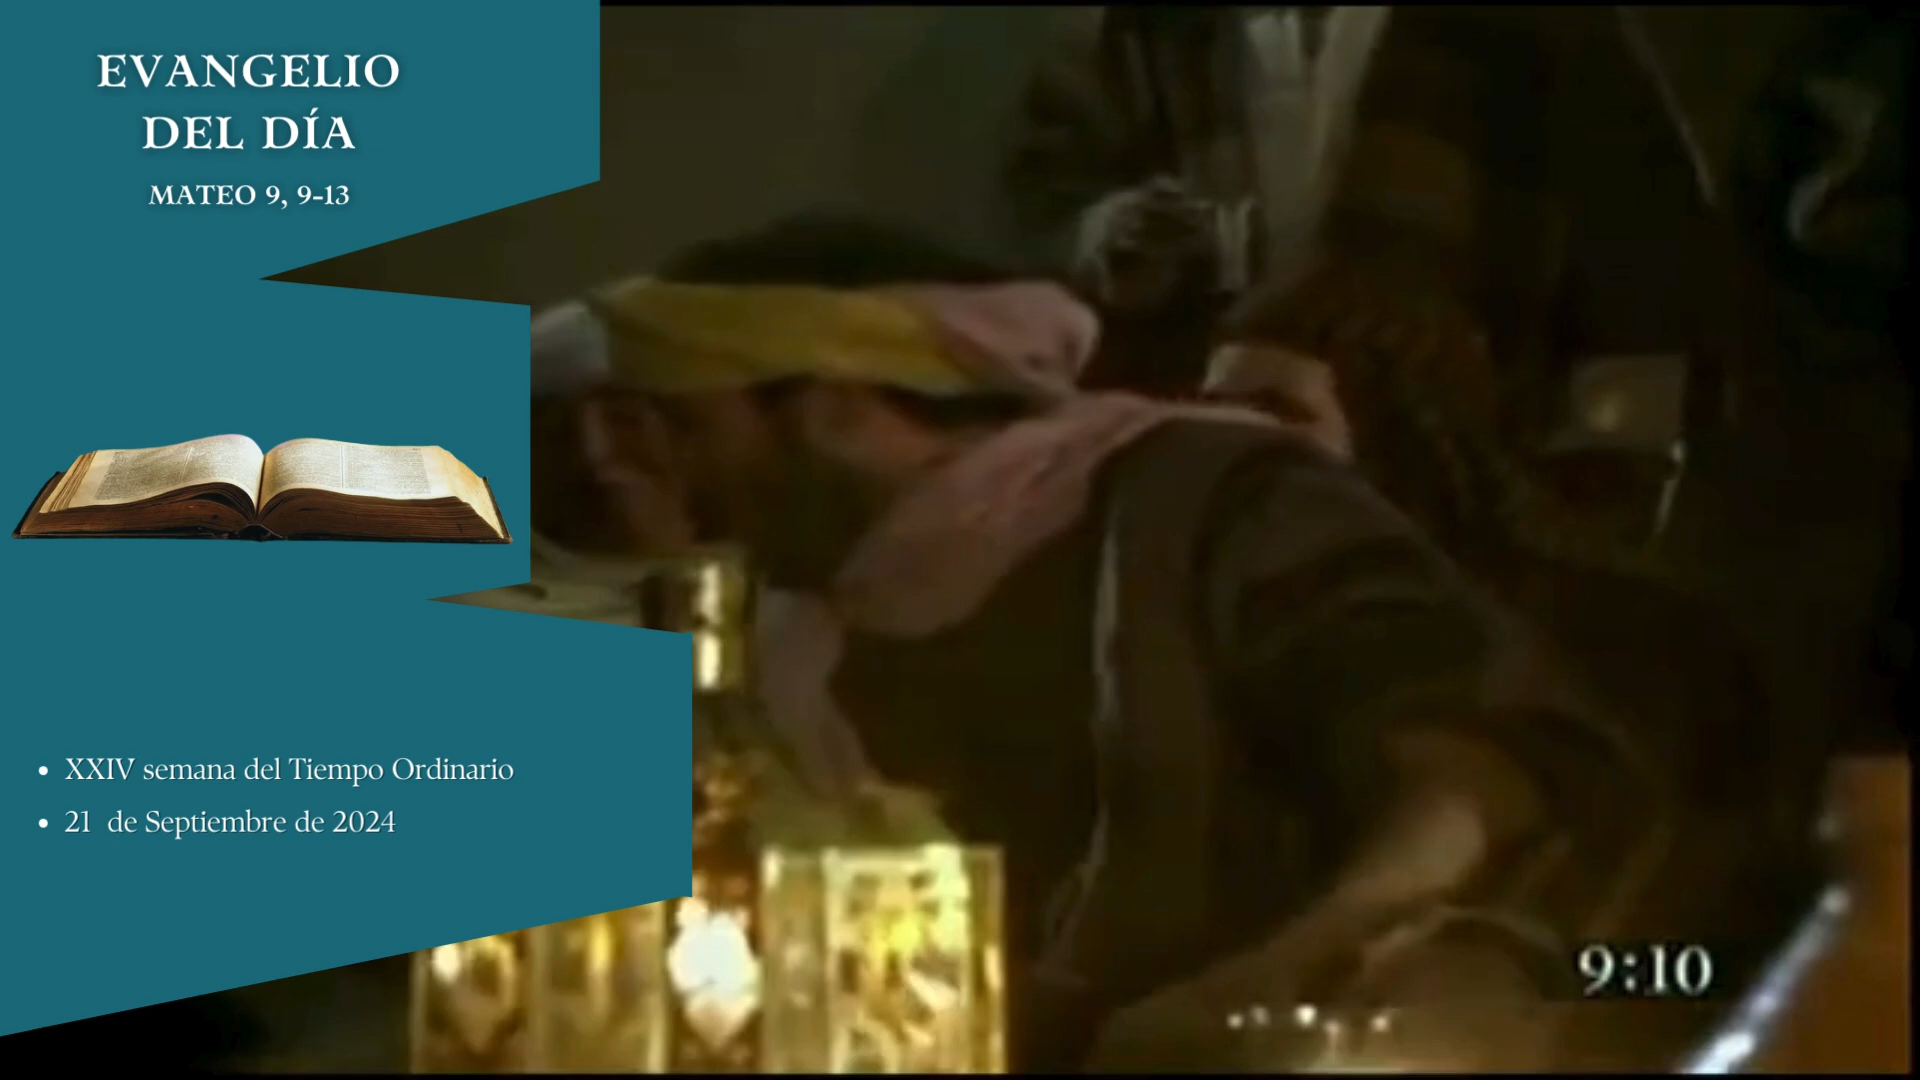 EVANGELIO
DEL DÍA
MATEO 9, 9-13
• XXIV semana del Tiempo Ordinario
• 21 de Septiembre de 2024
9:10